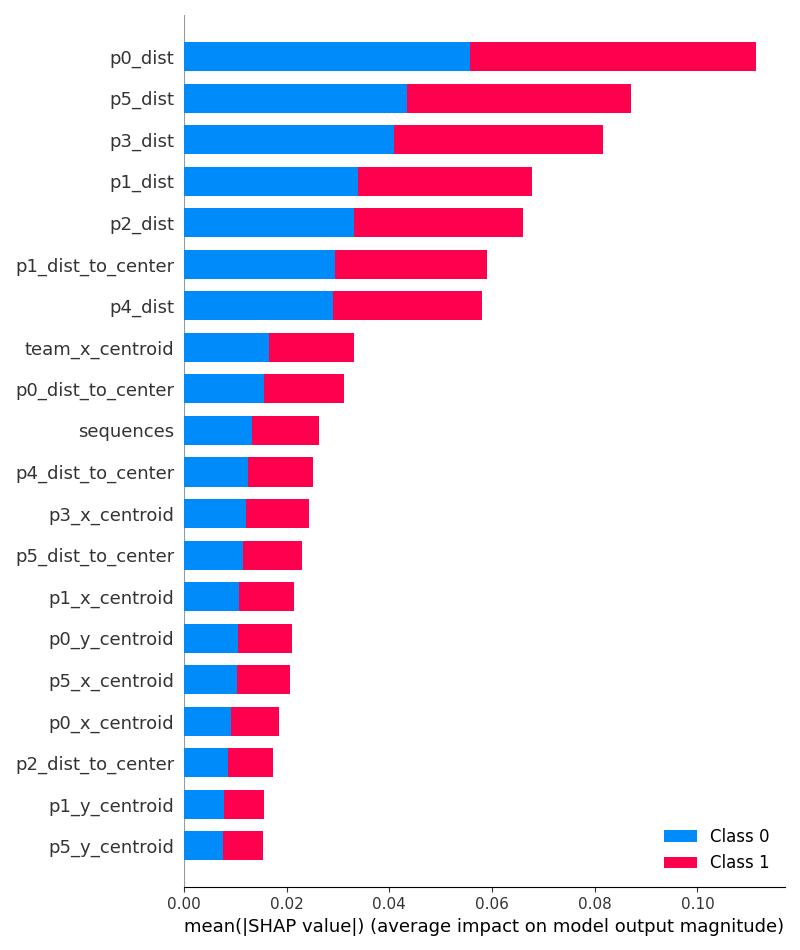 p0_dist
p5_dist
p3_dist
p1_dist
p2_dist
p1_dist_to_center
p4_dist
team_x_centroid
p0_dist_to_center
sequences
p4_dist_to_center
p3_x_centroid
p5_dist_to_center
p1_x_centroid
p0_y_centroid
p5_x_centroid
p0_x_centroid
p2_dist_to_center
p1_y_centroid
p5_y_centroid
Class 0
Class 1
0.00 0.02 0.04 0.06 0.08 0.10
mean(|SHAP value|) (average impact on model output magnitude)